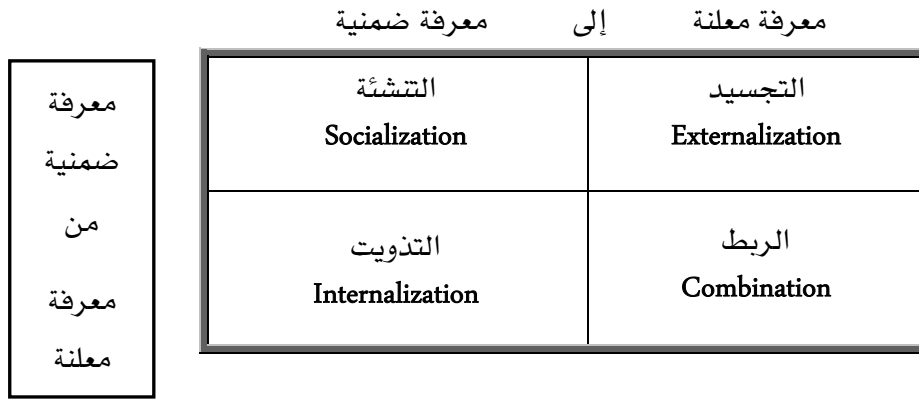 معرفة معلنة إلى معرفة ضمنية
التجسيد التنشئة
Externalization Socialization
الربط التذويت
Combination Internalization
معرفة
ضمنية
من
معرفة
معلنة